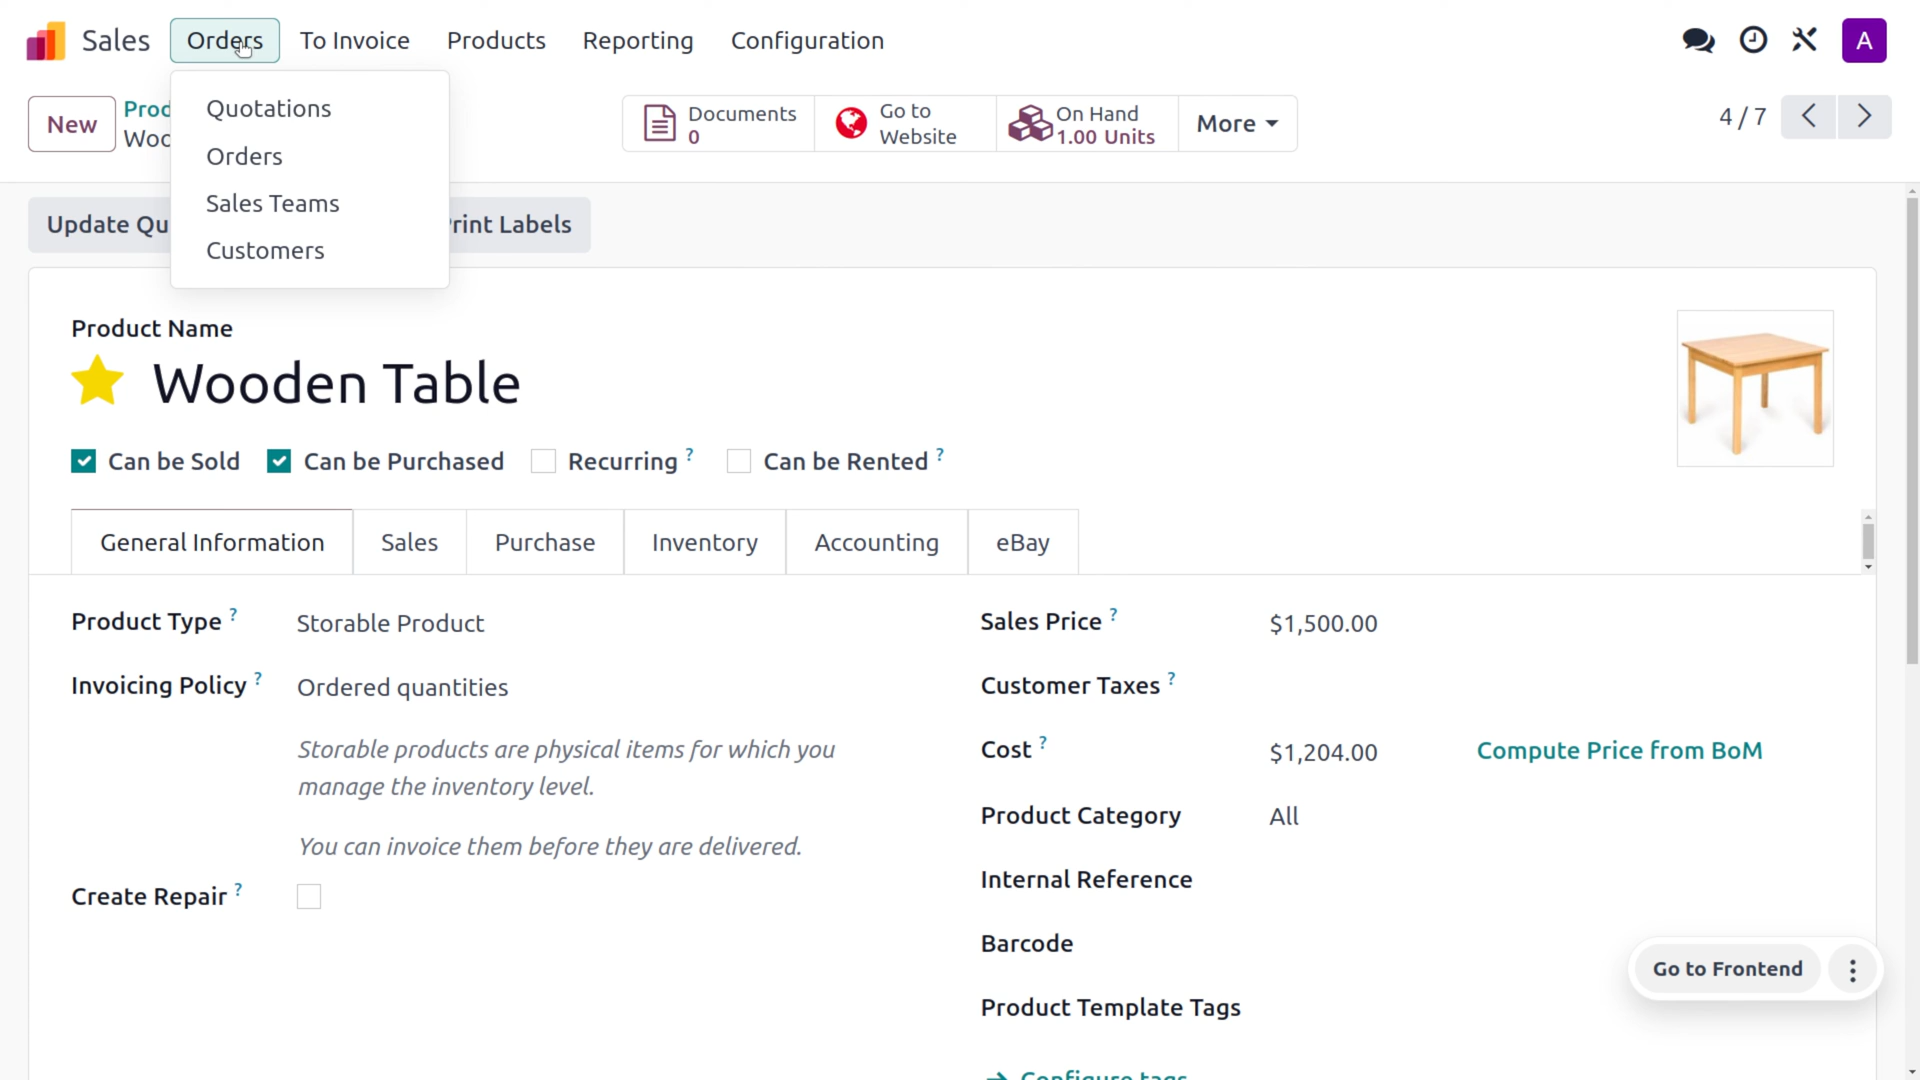 Sales Orders To Invoice Products Reporting Configuration A
Quotations
Orders
Sales Teams
Customers
New
Documents
0
Go to
Website
On Hand
1.00 Units
More
4 / 7
Product Name
Wooden Table
Can be Sold Can be Purchased Recurring ? Can be Rented ?
General Information Sales Purchase Inventory Accounting eBay
Product Type ? Storable Product
Invoicing Policy ? Ordered quantities
Storable products are physical items for which you
manage the inventory level.
You can invoice them before they are delivered.
Create Repair ?
Sales Price ? $1,500.00
Customer Taxes ?
Cost ? $1,204.00 Compute Price from BoM
Product Category All
Internal Reference
Barcode
Product Template Tags
Configure tags
Go to Frontend
Update
Labels